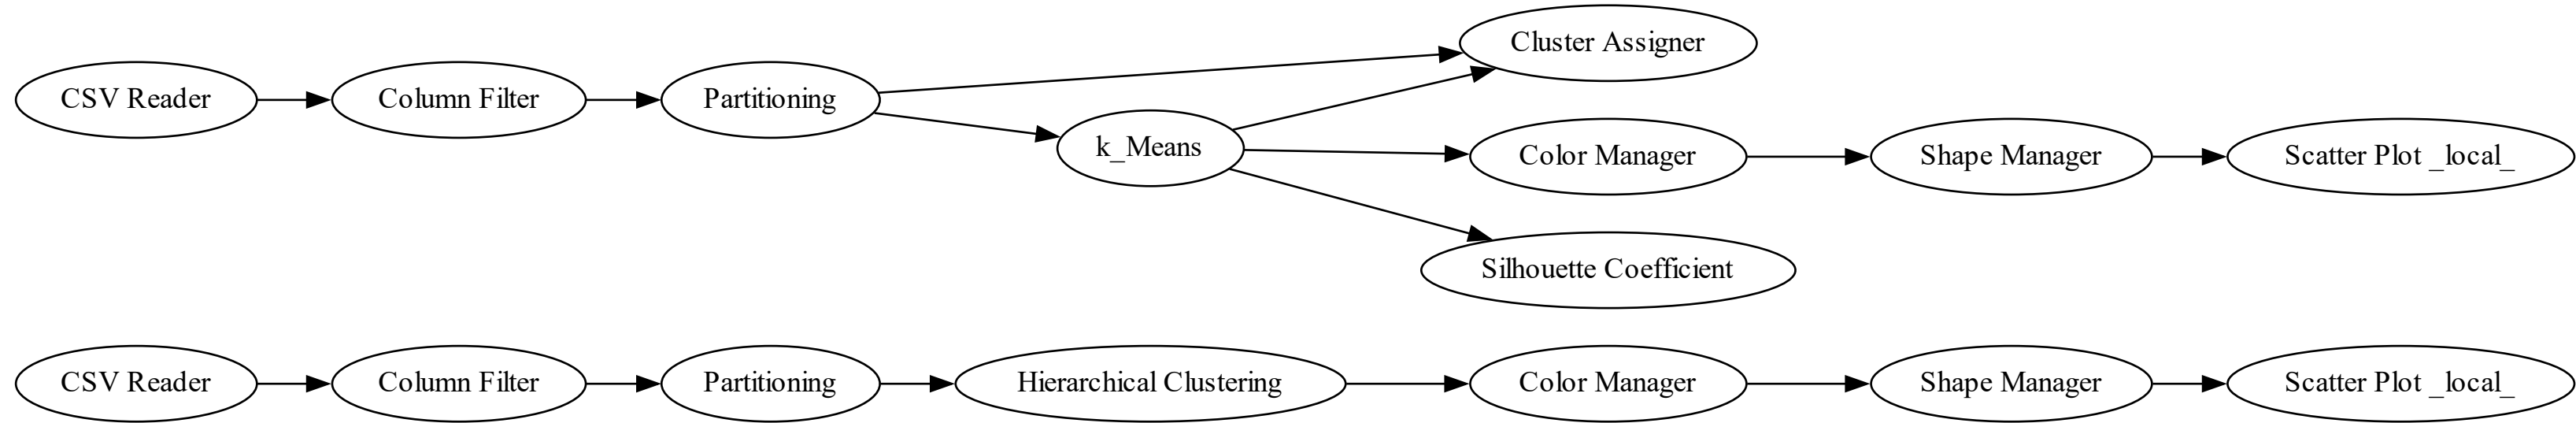 Cluster Assigner
CSV Reader
Column Filter
Partitioning
k_Means
Color Manager
Shape Manager
Scatter Plot _local_
Silhouette Coefficient
CSV Reader
Column Filter
Partitioning
Hierarchical Clustering
Color Manager
Shape Manager
Scatter Plot _local_